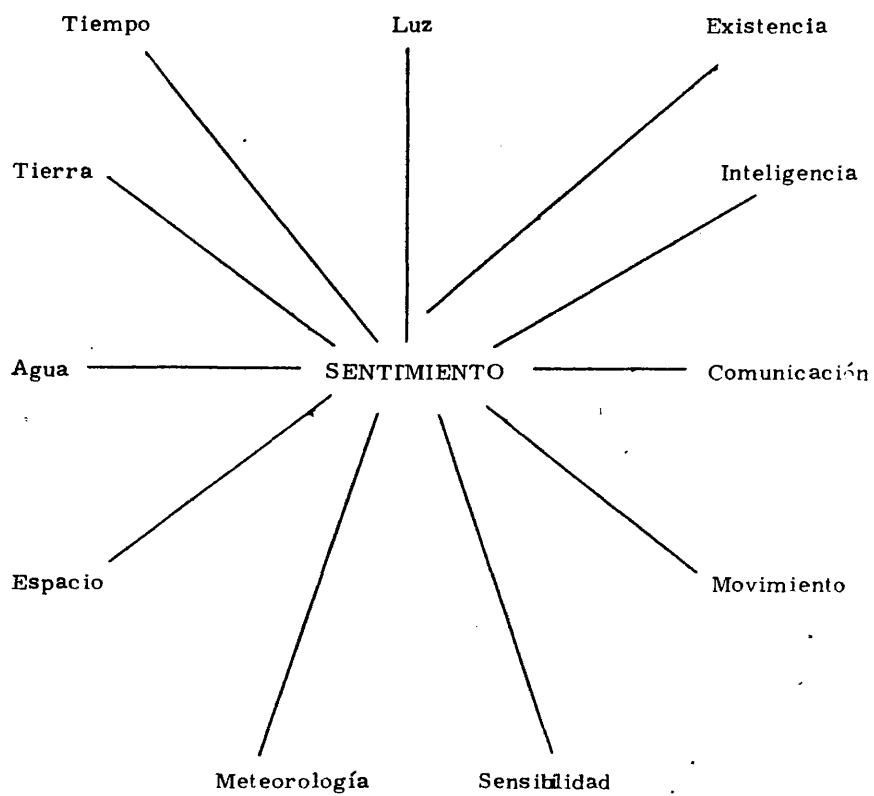 Tiempo
Luz
Existencia
Tierra
Inteligencia
Agua
SENTIMIENTO
Comunicación
Espacio
Movimiento
Meteorología
Sensibilidad